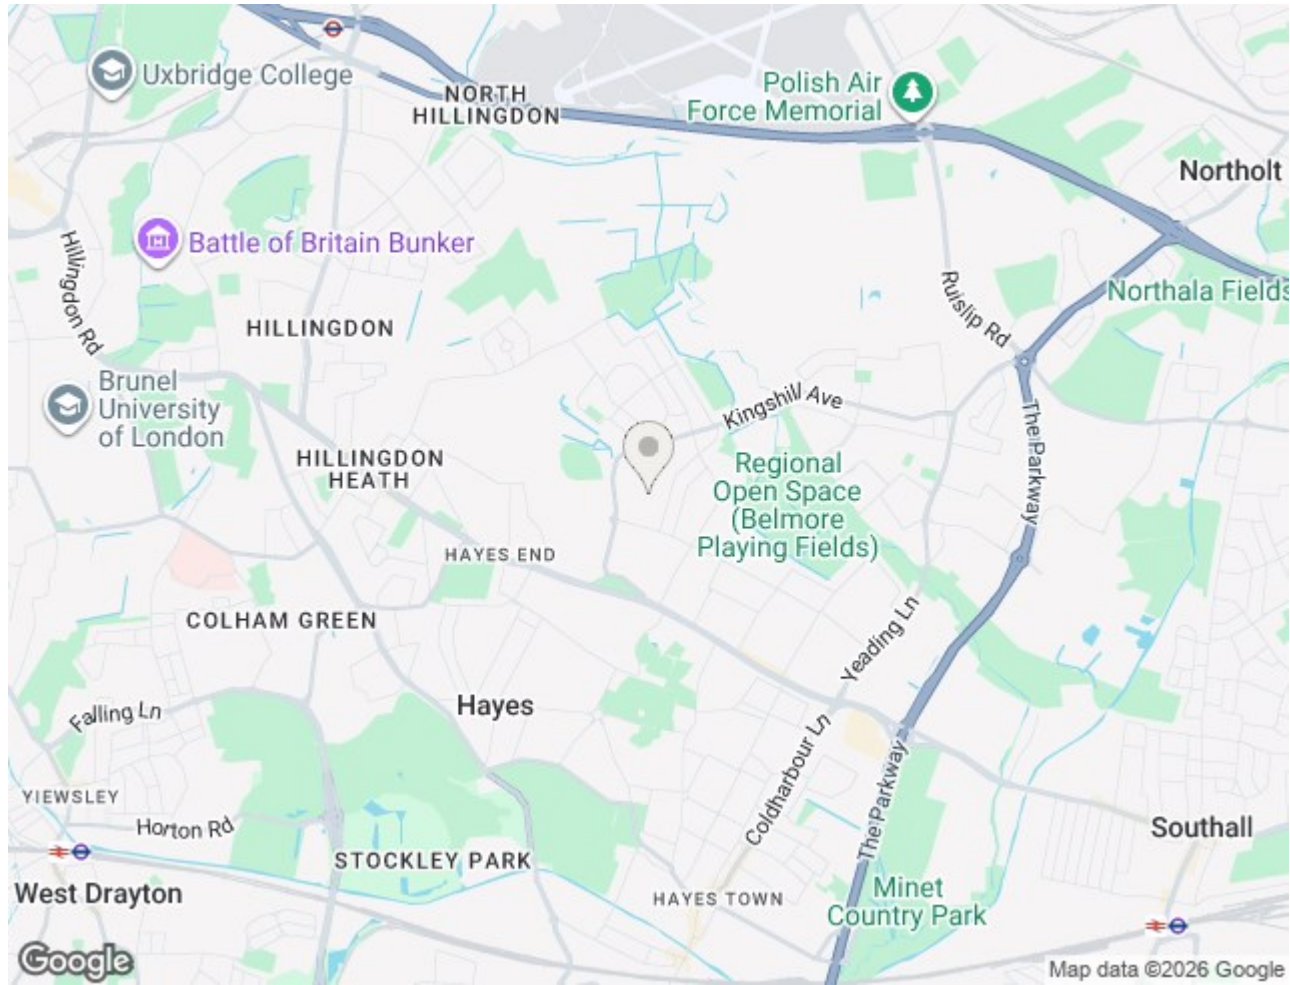 Uxbridge College
NORTH
HILLINGDON
Polish Air
Force Memorial
Northolt
Battle of Britain Bunker
Hillingdon Rd
HILLINGDON
Ruislip Rd
Northala Fields
Brunel
University
of London
Kingshill Ave
The Parkway
HILLINGDON
HEATH
Regional
Open Space
(Belmore
Playing Fields)
HAYES END
COLHAM GREEN
Yeading Ln
Hayes
Falling Ln
Coldharbour Ln
The Parkway
YIEWSLEY
Horton Rd
Southall
STOCKLEY PARK
West Drayton
HAYES TOWN
Minet
Country Park
Google
Map data ©2026 Google